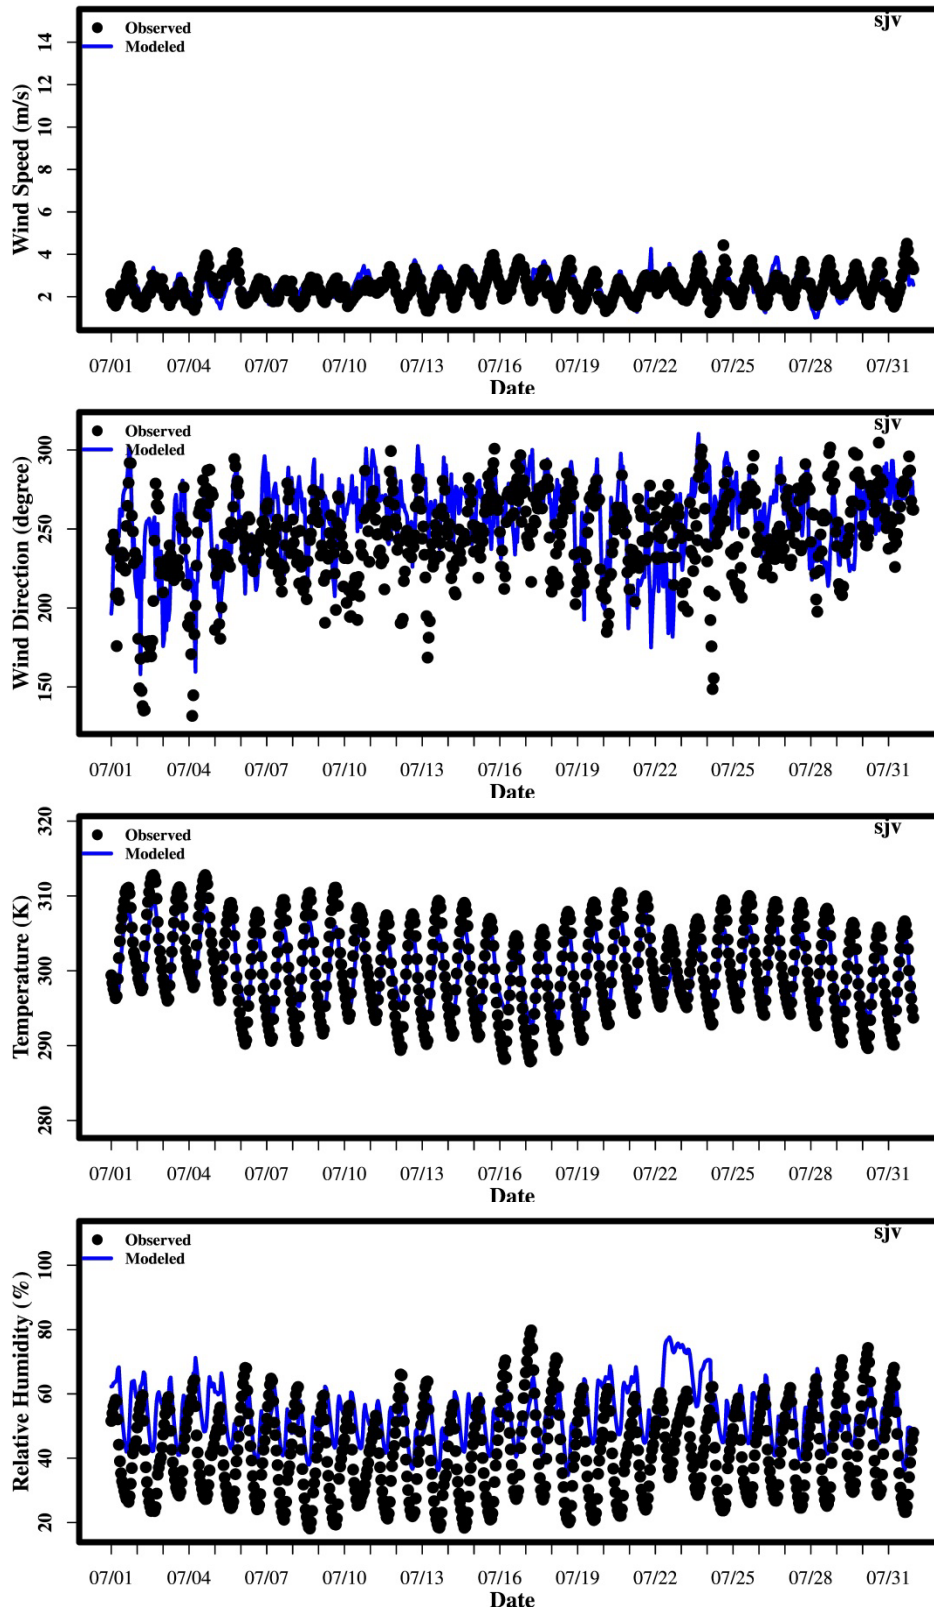 sjv
Observed
Modeled
Wind Speed (m/s)
14
12
10
8
6
4
2
07/01 07/04 07/07 07/10 07/13 07/16 07/19 07/22 07/25 07/28 07/31
Date
sjv
Observed
Modeled
Wind Direction (degree)
300
250
200
150
07/01 07/04 07/07 07/10 07/13 07/16 07/19 07/22 07/25 07/28 07/31
Date
sjv
Observed
Modeled
Temperature (K)
320
310
300
290
280
07/01 07/04 07/07 07/10 07/13 07/16 07/19 07/22 07/25 07/28 07/31
Date
sjv
Observed
Modeled
Relative Humidity (%)
100
80
60
40
20
07/01 07/04 07/07 07/10 07/13 07/16 07/19 07/22 07/25 07/28 07/31
Date